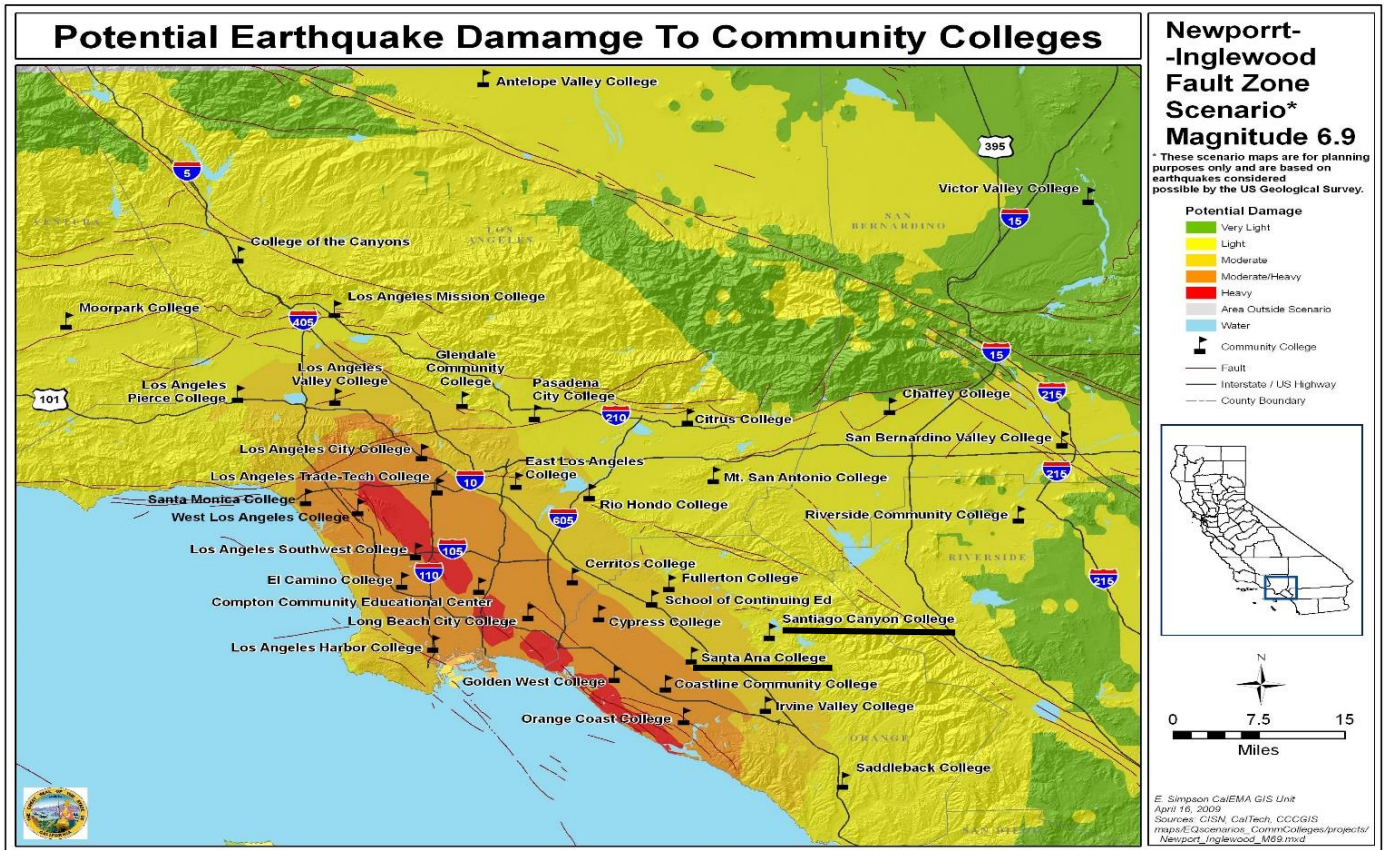 Potential Earthquake Damamge To Community Colleges
Newporrt-
-Inglewood
Fault Zone
Scenario*
Magnitude 6.9
* These scenario maps are for planning
purposes only and are based on
earthquakes considered
possible by the US Geological Survey.
Potential Damage
Very Light
Light
Moderate
Moderate/Heavy
Heavy
Area Outside Scenario
Water
Community College
Fault
Interstate / US Highway
County Boundary
Antelope Valley College
395
5
Victor Valley College
15
VENTURA
SAN
BERNARDINO
LOS
ANGELES
College of the Canyons
Los Angeles Mission College
Moorpark College
405
15
Glendale
Community
College
Los Angeles
Valley College
Los Angeles
Pierce College
101
Pasadena
City College
210
Citrus College
Chaffey College
215
San Bernardino Valley College
Los Angeles City College
East Los Angeles
College
Los Angeles Trade-Tech College
10
Mt. San Antonio College
215
Santa Monica College
West Los Angeles College
Rio Hondo College
605
Riverside Community College
Los Angeles Southwest College
105
RIVERSIDE
110
El Camino College
Cerritos College
Fullerton College
215
Compton Community Educational Center
School of Continuing Ed
Long Beach City College
Cypress College
Santiago Canyon College
Los Angeles Harbor College
Santa Ana College
Golden West College
Coastline Community College
Orange Coast College
Irvine Valley College
ORANGE
Saddleback College
SAN DIEGO
N
0 7.5 15
Miles
E. Simpson CalEMA GIS Unit
April 16, 2009
Sources: CISN, CalTech, CCCGIS
maps/EQscenarios_CommColleges/projects/
Newport_Inglewood_M69.mxd